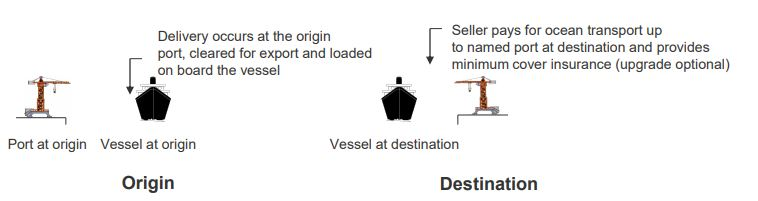 Delivery occurs at the origin
port, cleared for export and loaded
on board the vessel
Seller pays for ocean transport up
to named port at destination and provides
minimum cover insurance (upgrade optional)
Port at origin
Vessel at origin
Vessel at destination
Origin
Destination